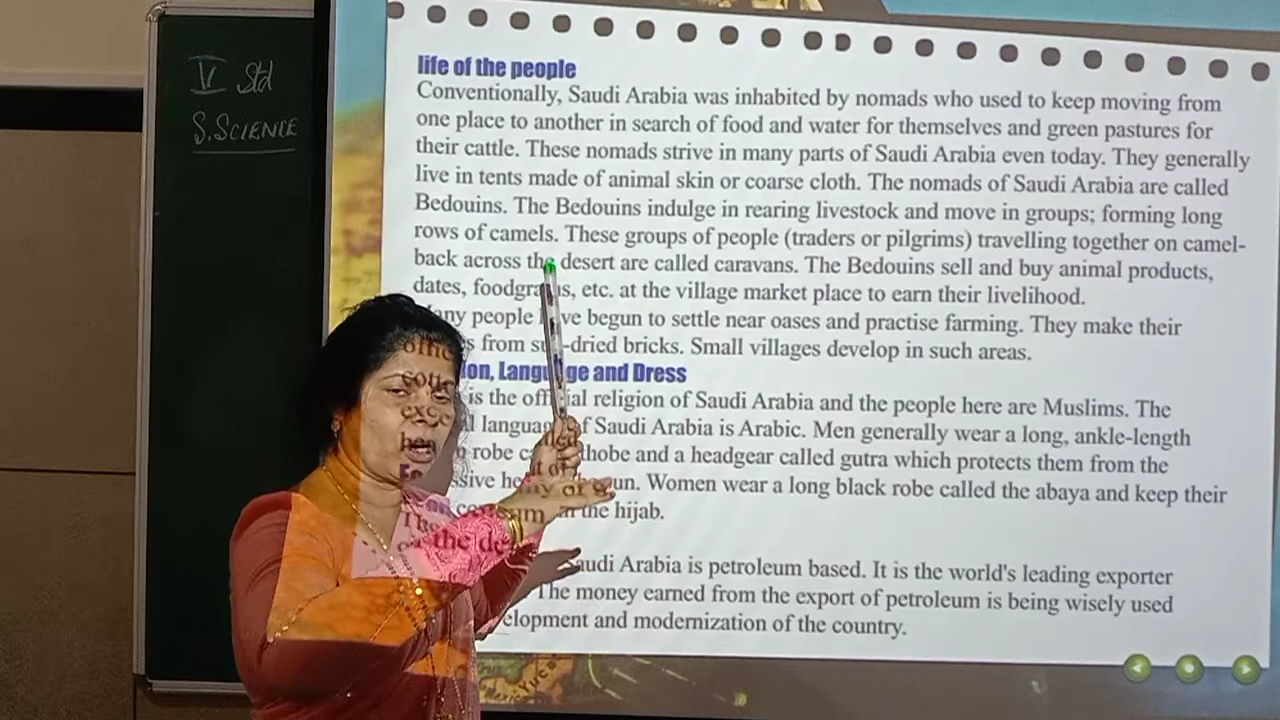 V Std
S. SCIENCE
life of the people
Conventionally, Saudi Arabia was inhabited by nomads who used to keep moving from
one place to another in search of food and water for themselves and green pastures for
their cattle. These nomads strive in many parts of Saudi Arabia even today. They generally
live in tents made of animal skin or coarse cloth. The nomads of Saudi Arabia are called
Bedouins. The Bedouins indulge in rearing livestock and move in groups; forming long
rows of camels. These groups of people (traders or pilgrims) travelling together on camel-
back across the desert are called caravans. The Bedouins sell and buy animal products,
dates, etc. at the village market place to earn their livelihood.
people begun to settle near oases and practise farming. They make their
from -dried bricks. Small villages develop in such areas.
Language and Dress
is the religion of Saudi Arabia and the people here are Muslims. The
of Saudi Arabia is Arabic. Men generally wear a long, ankle-length
robe thobe and a headgear called gutra which protects them from the
sun. Women wear a long black robe called the abaya and keep their
the hijab.
Saudi Arabia is petroleum based. It is the world's leading exporter
The money earned from the export of petroleum is being wisely used
and modernization of the country.